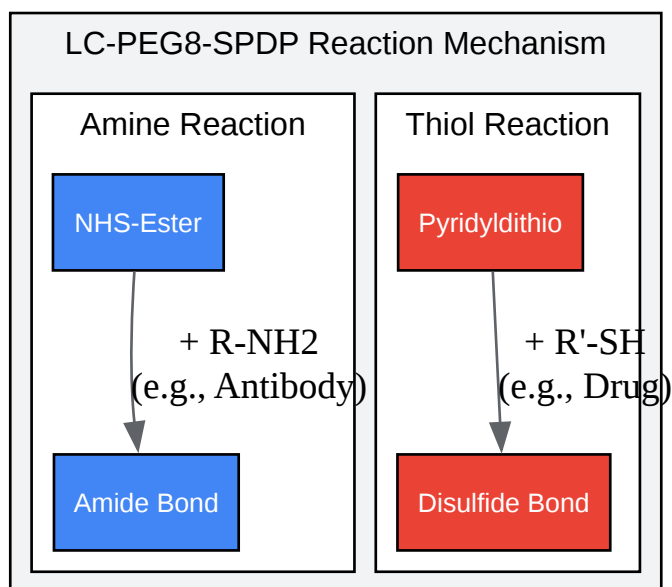 LC-PEG8-SPDP Reaction Mechanism
Amine Reaction
NHS-Ester
+ R-NH2
(e.g., Antibody)
Amide Bond
Thiol Reaction
Pyridyldithio
+ R'-SH
(e.g., Drug)
Disulfide Bond